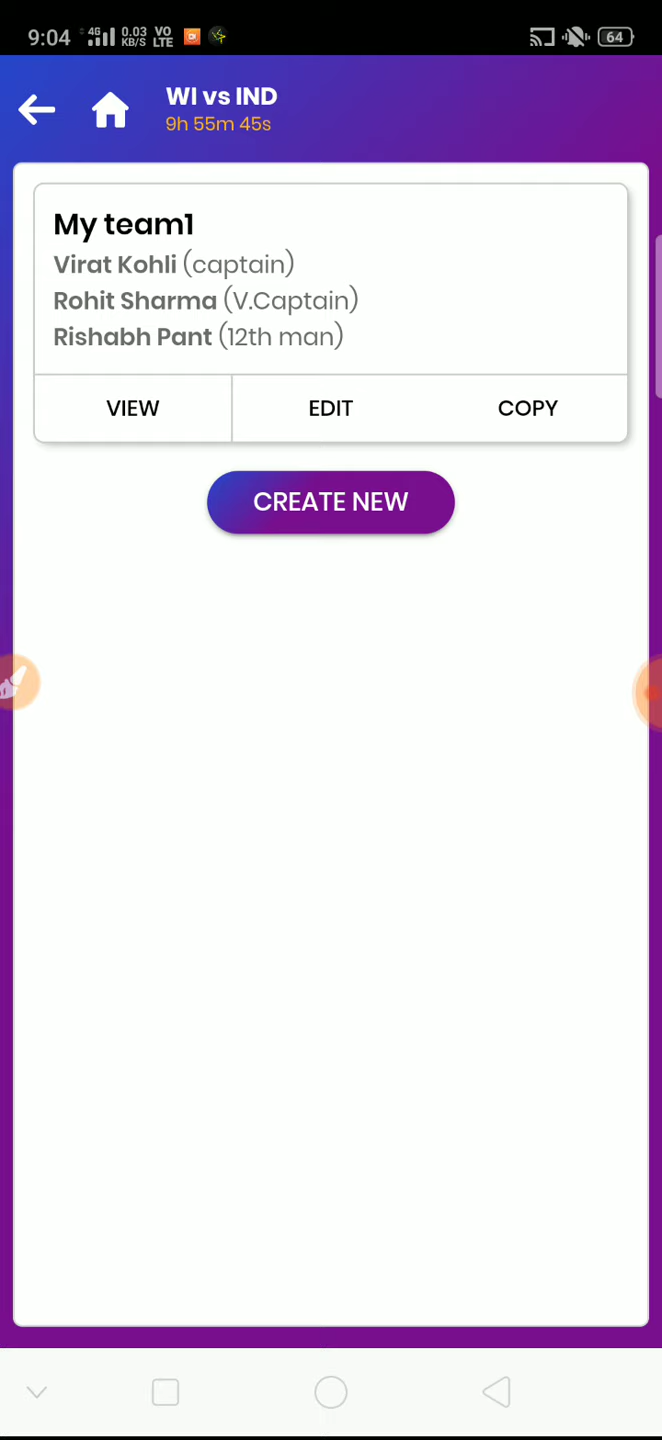 9:04 4G 0.03 KB/S VO LTE 64
WI vs IND
9h 55m 45s
My team1
Virat Kohli (captain)
Rohit Sharma (V.Captain)
Rishabh Pant (12th man)
VIEW EDIT COPY
CREATE NEW